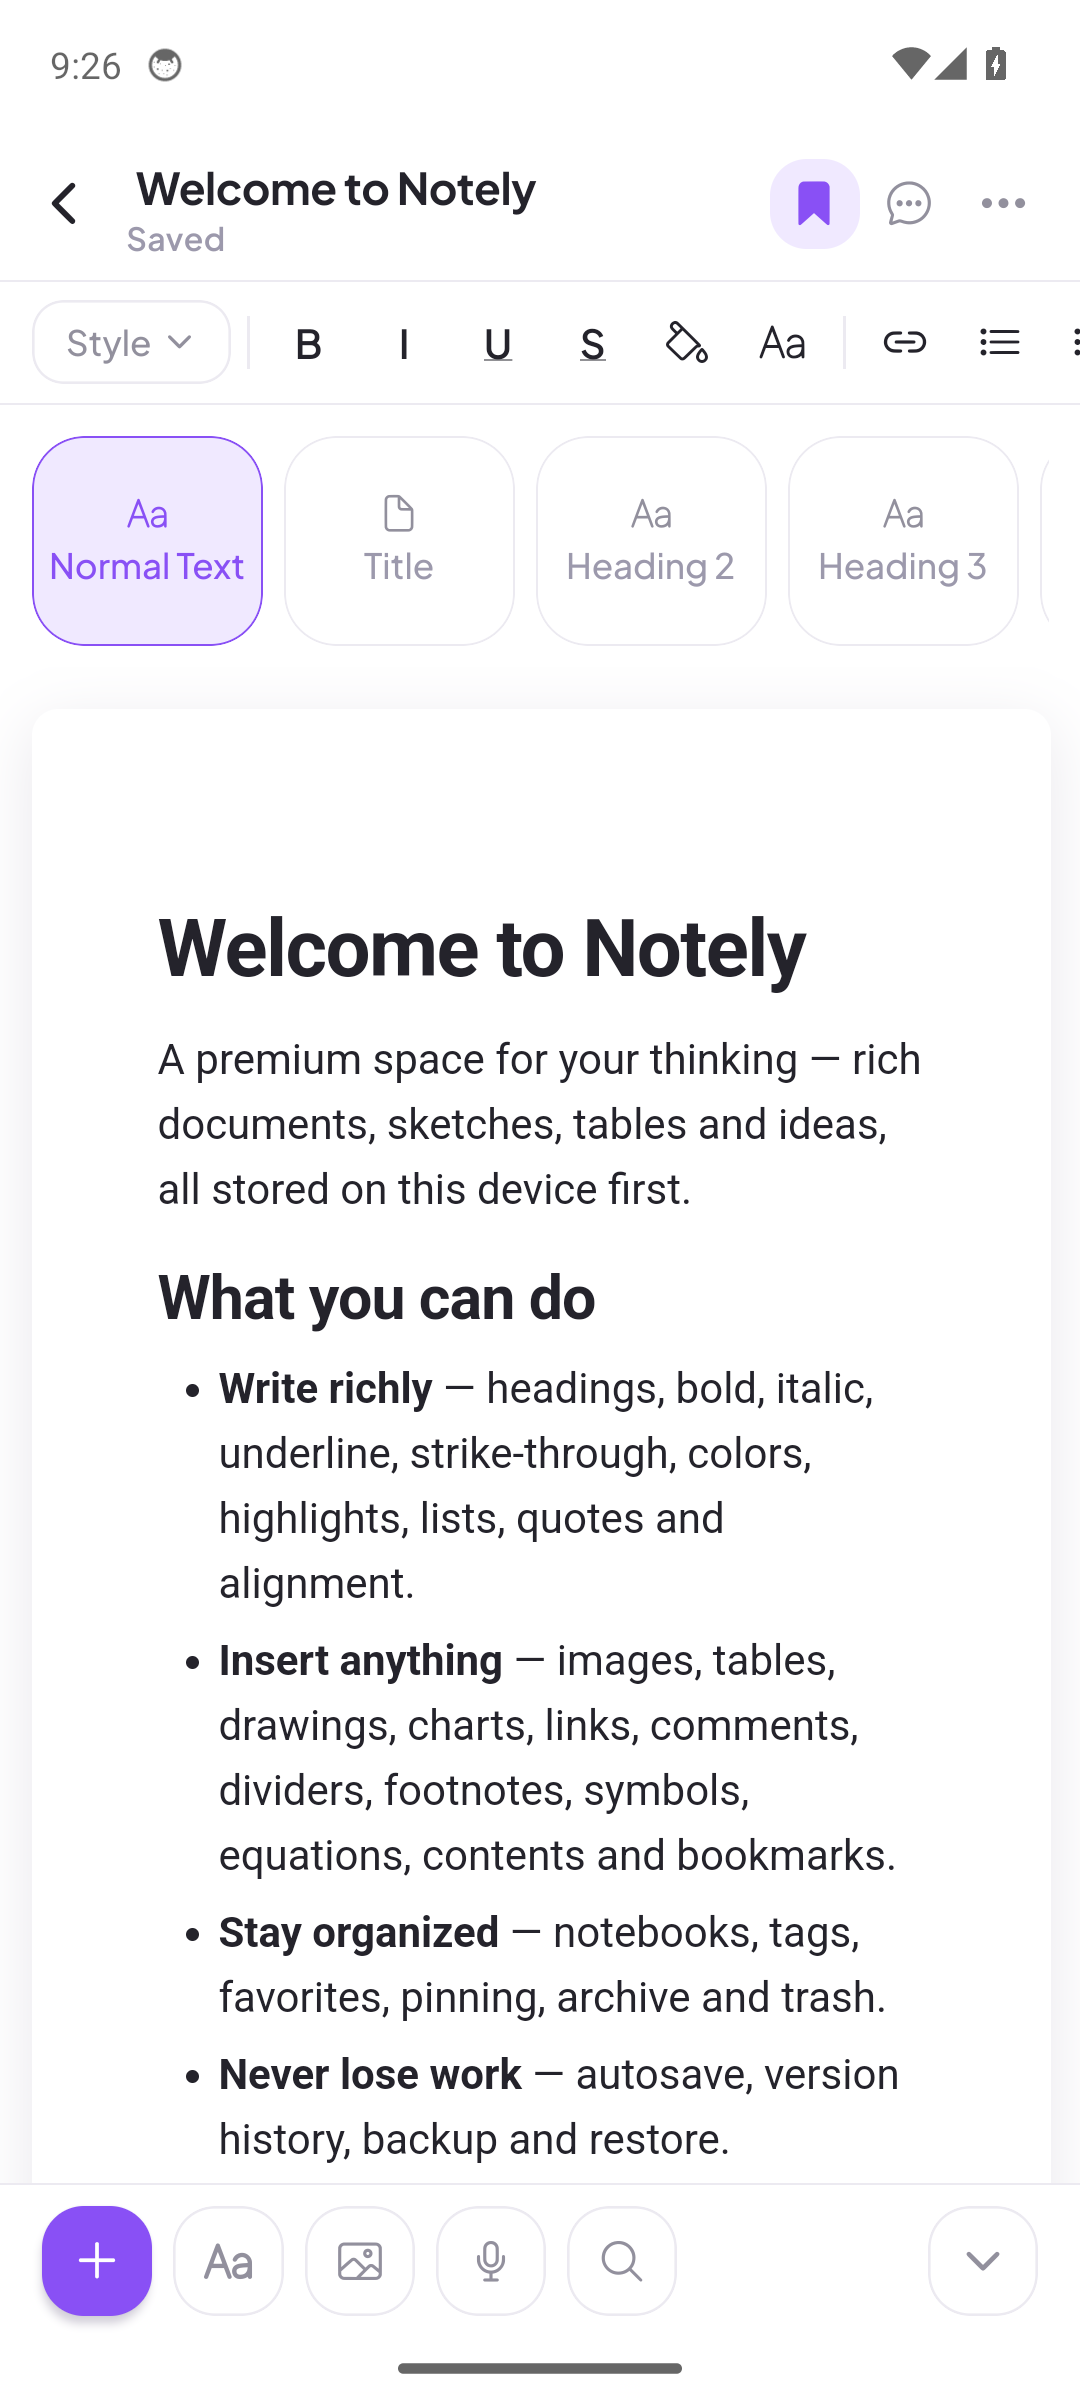 9:26
Welcome to Notely
Saved
Style B I U S Aa
Aa
Normal Text
Title
Aa
Heading 2
Aa
Heading 3
Welcome to Notely
A premium space for your thinking — rich
documents, sketches, tables and ideas,
all stored on this device first.
What you can do
• Write richly — headings, bold, italic,
underline, strike-through, colors,
highlights, lists, quotes and
alignment.
• Insert anything — images, tables,
drawings, charts, links, comments,
dividers, footnotes, symbols,
equations, contents and bookmarks.
• Stay organized — notebooks, tags,
favorites, pinning, archive and trash.
• Never lose work — autosave, version
history, backup and restore.
Aa